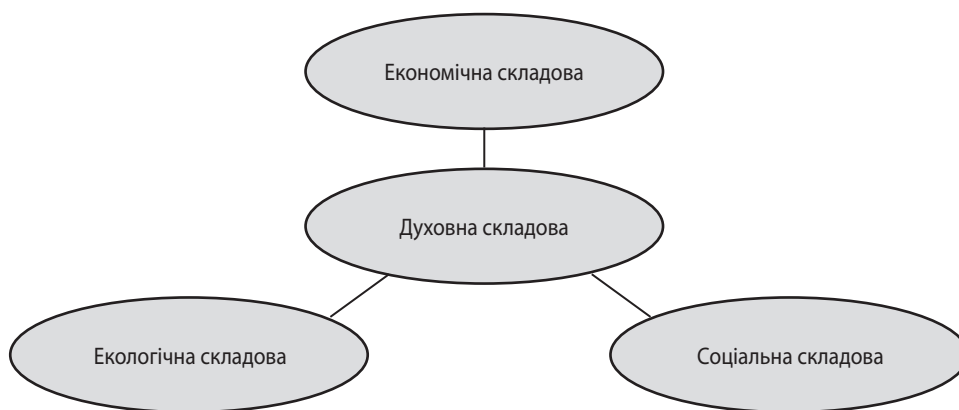 Економічна складова
Духовна складова
Екологічна складова
Соціальна складова